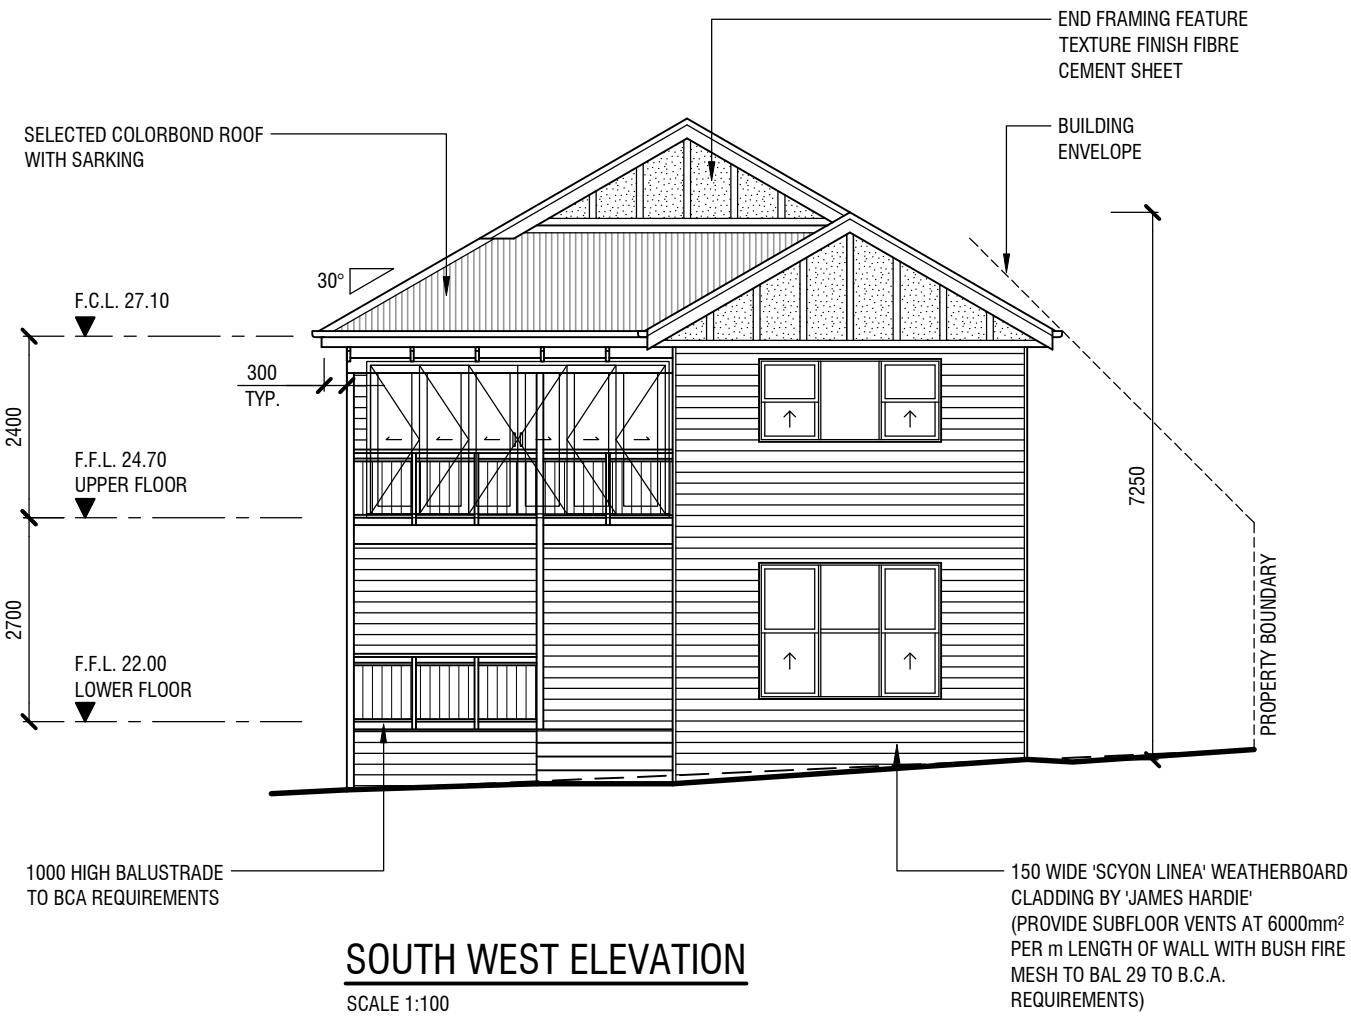 END FRAMING FEATURE
TEXTURE FINISH FIBRE
CEMENT SHEET
SELECTED COLORBOND ROOF
WITH SARKING
BUILDING
ENVELOPE
30°
F.C.L. 27.10
300
TYP.
2400
F.F.L. 24.70
UPPER FLOOR
7250
2700
F.F.L. 22.00
LOWER FLOOR
PROPERTY BOUNDARY
1000 HIGH BALUSTRADE
TO BCA REQUIREMENTS
150 WIDE 'SCYON LINEA' WEATHERBOARD
CLADDING BY 'JAMES HARDIE'
(PROVIDE SUBFLOOR VENTS AT 6000mm²
PER m LENGTH OF WALL WITH BUSH FIRE
MESH TO BAL 29 TO B.C.A.
REQUIREMENTS)
SOUTH WEST ELEVATION
SCALE 1:100